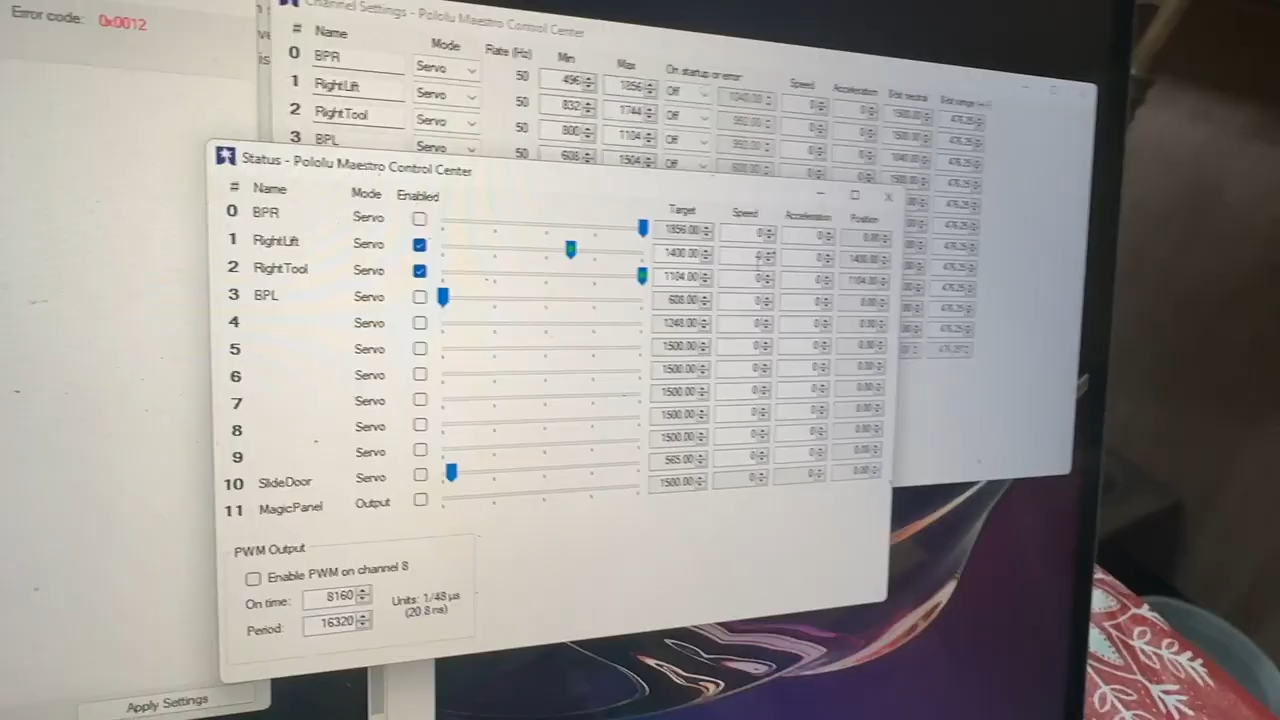 Error code: 0x0012
Channel Settings - Pololu Maestro Control Center
# Name Mode Rate (Hz) Min Max On startup or error: Speed Acceleration
0 BPR Servo 50 496 1856 Off
1 RightLift Servo 50 832 1744 Off
2 RightTool Servo 50 800 1104 Off
3 BPL Servo 50 608 1504 Off
Status - Pololu Maestro Control Center
# Name Mode Enabled Target Speed Acceleration Position
0 BPR Servo 1856.00 0 0 0.00
1 RightLift Servo 1400.00 0 0 1400.00
2 RightTool Servo 1104.00 0 0 1104.00
3 BPL Servo 608.00 0 0 0.00
4 Servo 1248.00 0 0 0.00
5 Servo 1500.00 0 0 0.00
6 Servo 1500.00 0 0 0.00
7 Servo 1500.00 0 0 0.00
8 Servo 1500.00 0 0 0.00
9 Servo 1500.00 0 0 0.00
10 SlideDoor Servo 565.00 0 0 0.00
11 MagicPanel Output 1500.00 0 0 0.00
PWM Output
Enable PWM on channel 8
On time: 8160 Units: 1/48 µs
Period: 16320 (20.8 ns)
Apply Settings